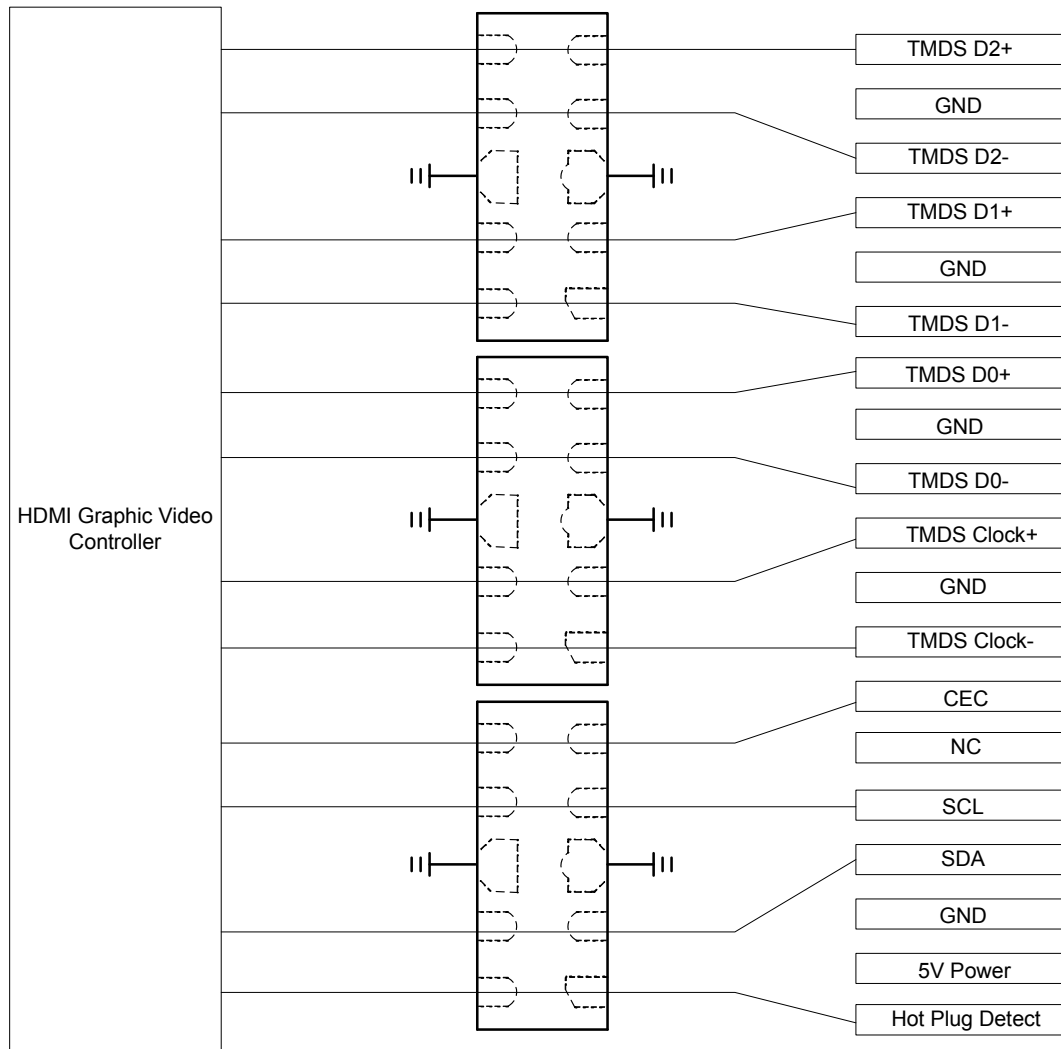 TMDS D2+
GND
TMDS D2-
TMDS D1+
GND
TMDS D1-
TMDS D0+
GND
TMDS D0-
HDMI Graphic Video
Controller
TMDS Clock+
GND
TMDS Clock-
CEC
NC
SCL
SDA
GND
5V Power
Hot Plug Detect